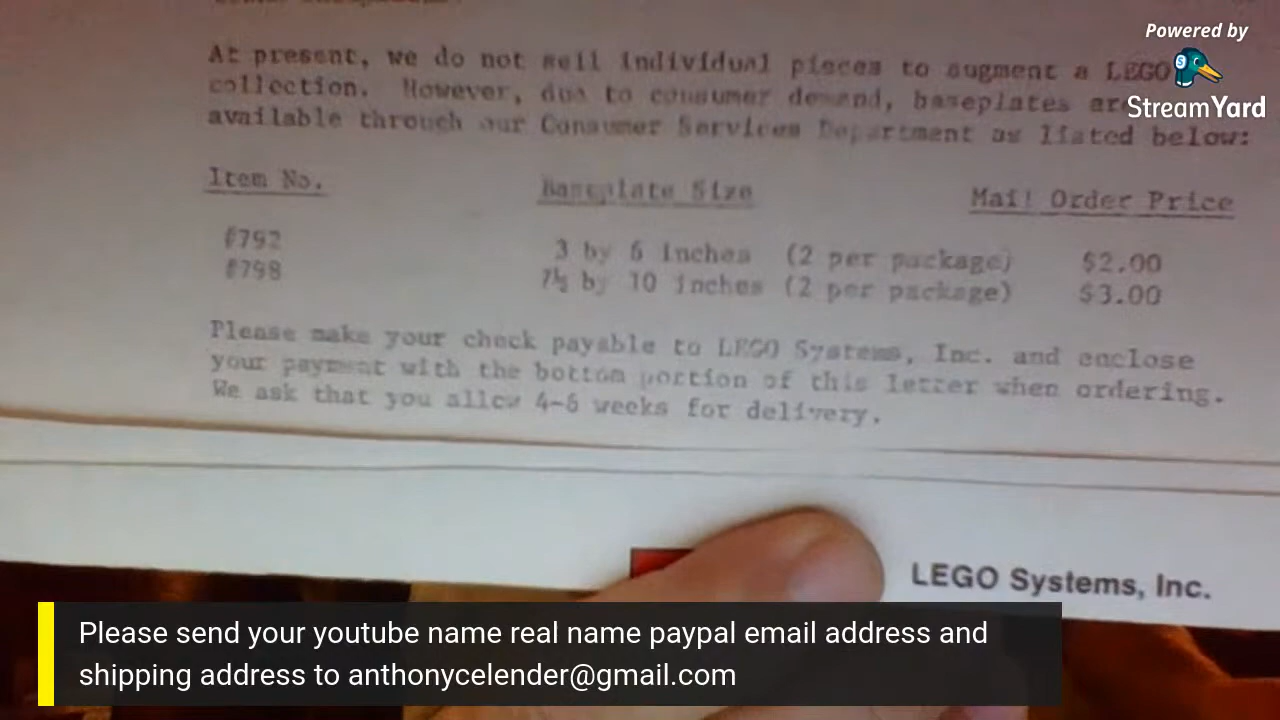 Powered by
StreamYard
At present, we do not sell individual pieces to augment a LEGO
collection. However, due to consumer demand, baseplates are
available through our Consumer Services Department as listed below:
Item No. Baseplate Size Mail Order Price
#792 3 by 6 inches (2 per package) $2.00
#798 7½ by 10 inches (2 per package) $3.00
Please make your check payable to LEGO Systems, Inc. and enclose
your payment with the bottom portion of this letter when ordering.
We ask that you allow 4-6 weeks for delivery.
LEGO Systems, Inc.
Please send your youtube name real name paypal email address and
shipping address to anthonycelender@gmail.com